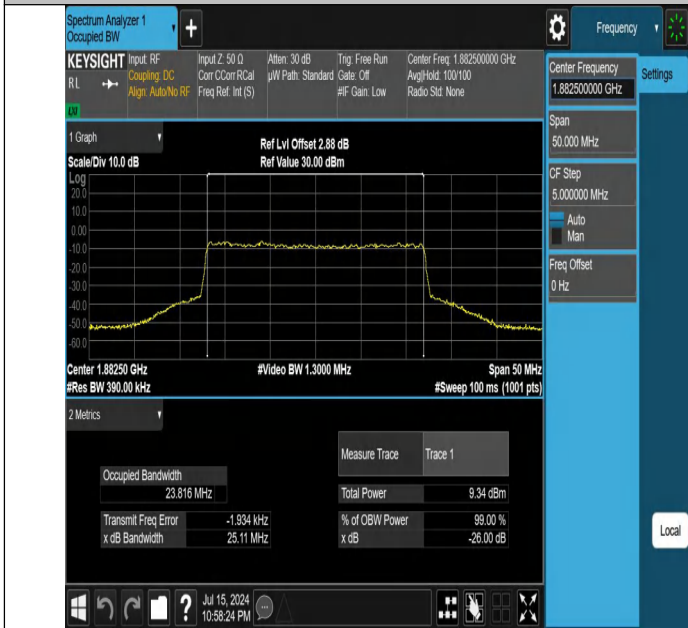 Spectrum Analyzer 1
Occupied BW
Frequency
KEYSIGHT
RL
LXI
Input: RF
Coupling: DC
Align: Auto/No RF
Input Z: 50 Ω
Corr CCorr RCal
Freq Ref: Int (S)
Atten: 30 dB
µW Path: Standard
Trig: Free Run
Gate: Off
#IF Gain: Low
Center Freq: 1.882500000 GHz
Avg|Hold: 100/100
Radio Std: None
Center Frequency
1.882500000 GHz
Settings
Span
50.000 MHz
CF Step
5.000000 MHz
Auto
Man
Freq Offset
0 Hz
Local
1 Graph
Scale/Div 10.0 dB
Ref Lvl Offset 2.88 dB
Ref Value 30.00 dBm
Log
20.0
10.0
0.00
-10.0
-20.0
-30.0
-40.0
-50.0
-60.0
Center 1.88250 GHz
#Video BW 1.3000 MHz
Span 50 MHz
#Res BW 390.00 kHz
#Sweep 100 ms (1001 pts)
2 Metrics
Measure Trace
Trace 1
Occupied Bandwidth
23.816 MHz
Total Power
9.34 dBm
Transmit Freq Error
-1.934 kHz
% of OBW Power
99.00 %
x dB Bandwidth
25.11 MHz
x dB
-26.00 dB
?
Jul 15, 2024
10:58:24 PM